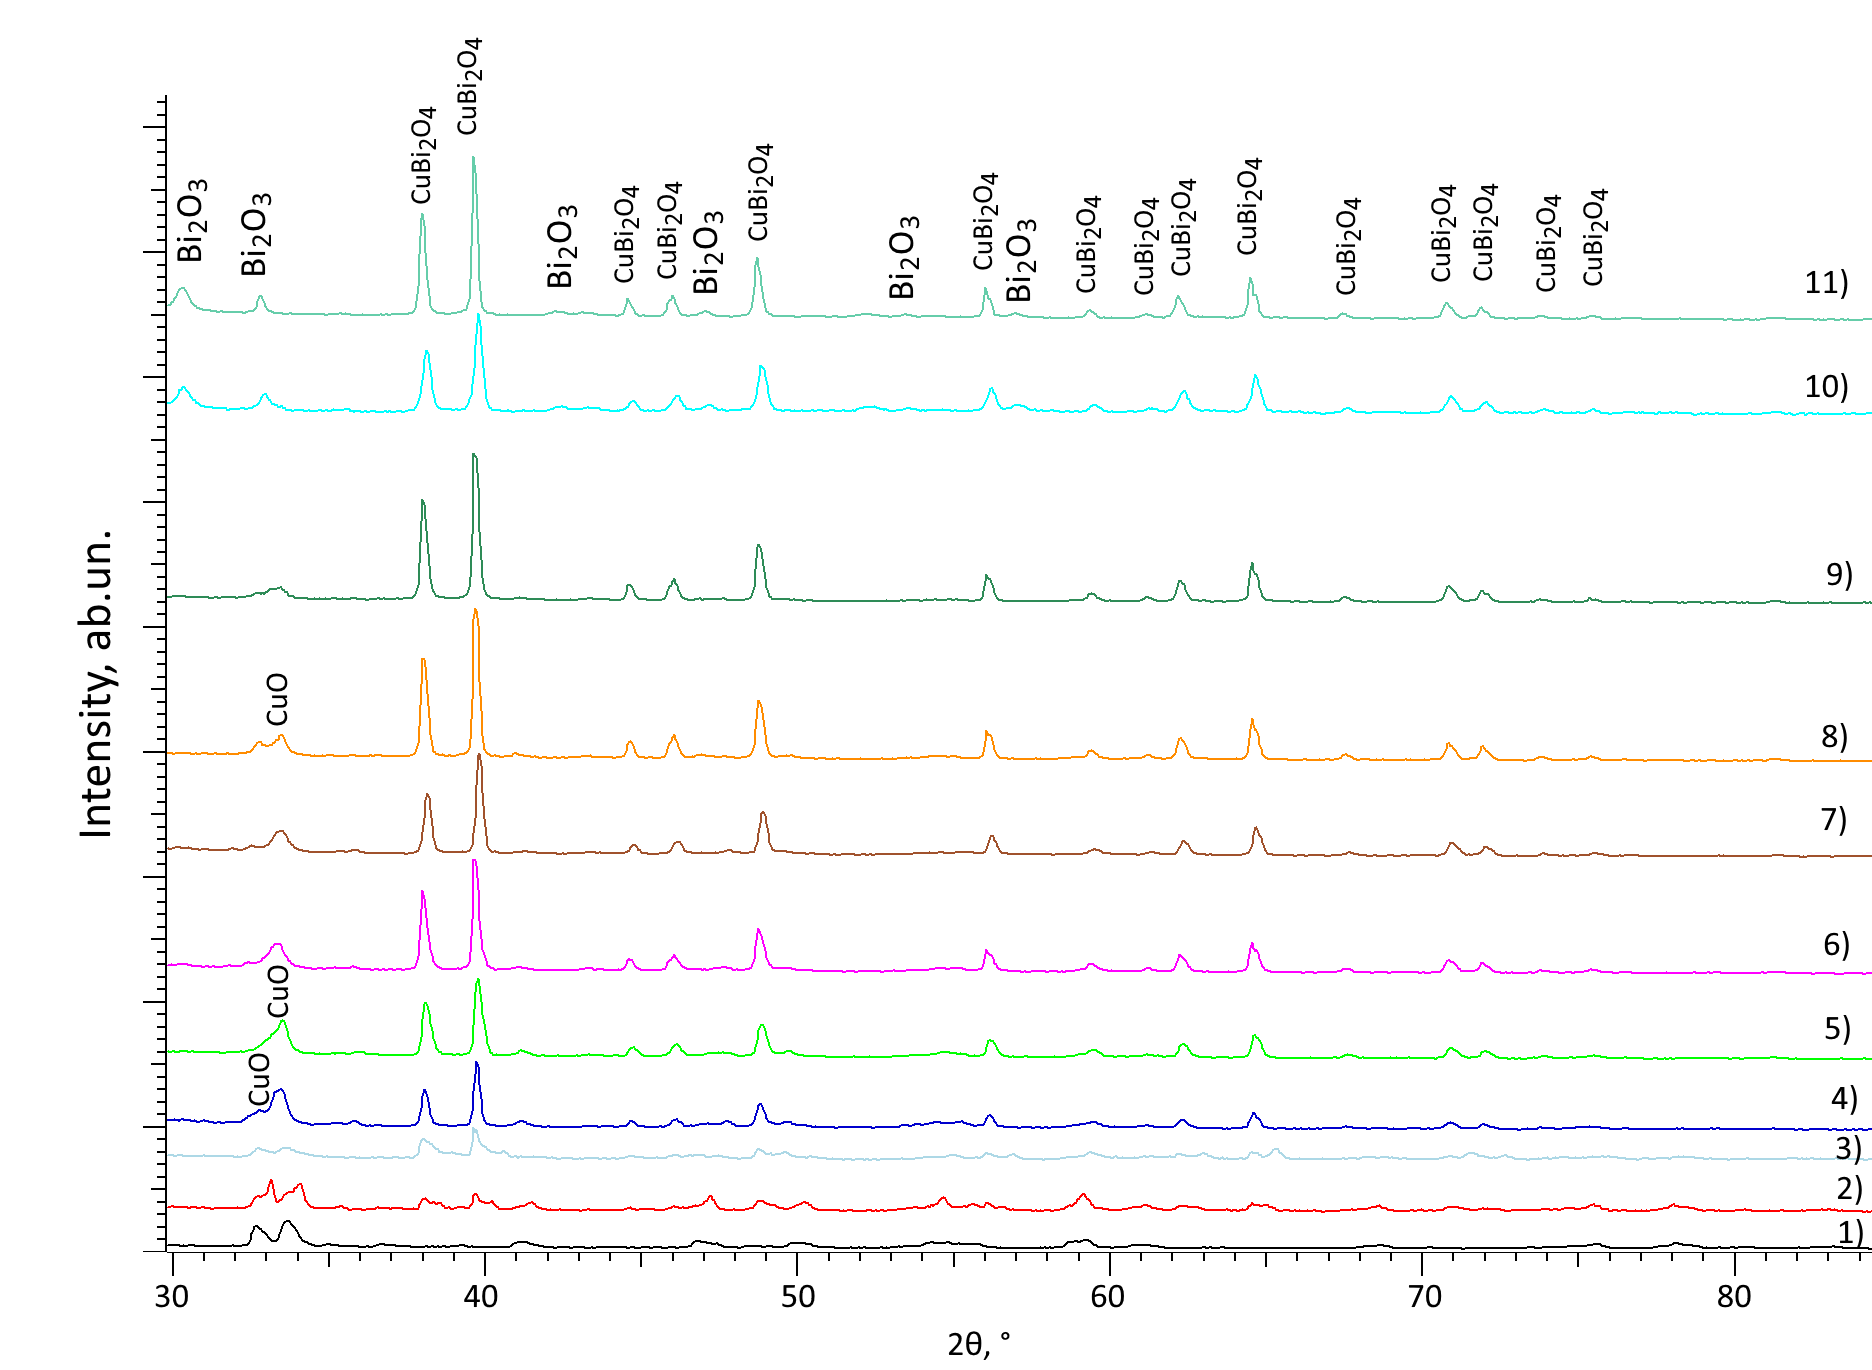 CuBi2O4
CuBi2O4
Bi2O3
Bi2O3
Bi2O3
CuBi2O4
CuBi2O4
Bi2O3
CuBi2O4
Bi2O3
CuBi2O4
Bi2O3
CuBi2O4
CuBi2O4
CuBi2O4
CuBi2O4
CuBi2O4
CuBi2O4
CuBi2O4
CuBi2O4
CuBi2O4
11)
10)
9)
CuO
8)
7)
6)
CuO
5)
CuO
4)
3)
2)
1)
Intensity, ab.un.
30 40 50 60 70 80
2θ, °